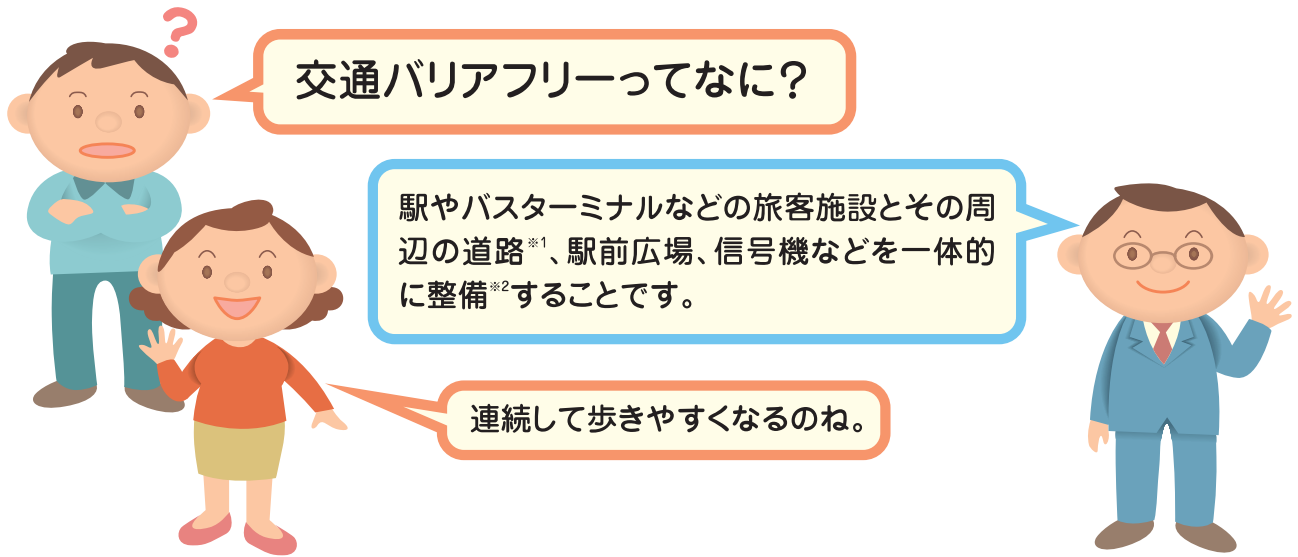 ?
交通バリアフリーってなに?
駅やバスターミナルなどの旅客施設とその周
辺の道路※1、駅前広場、信号機などを一体的
に整備※2することです。
連続して歩きやすくなるのね。